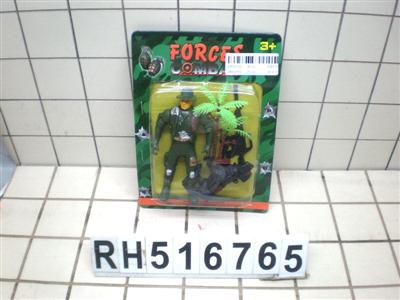 FORCES
3+
COMBAT
RH516765